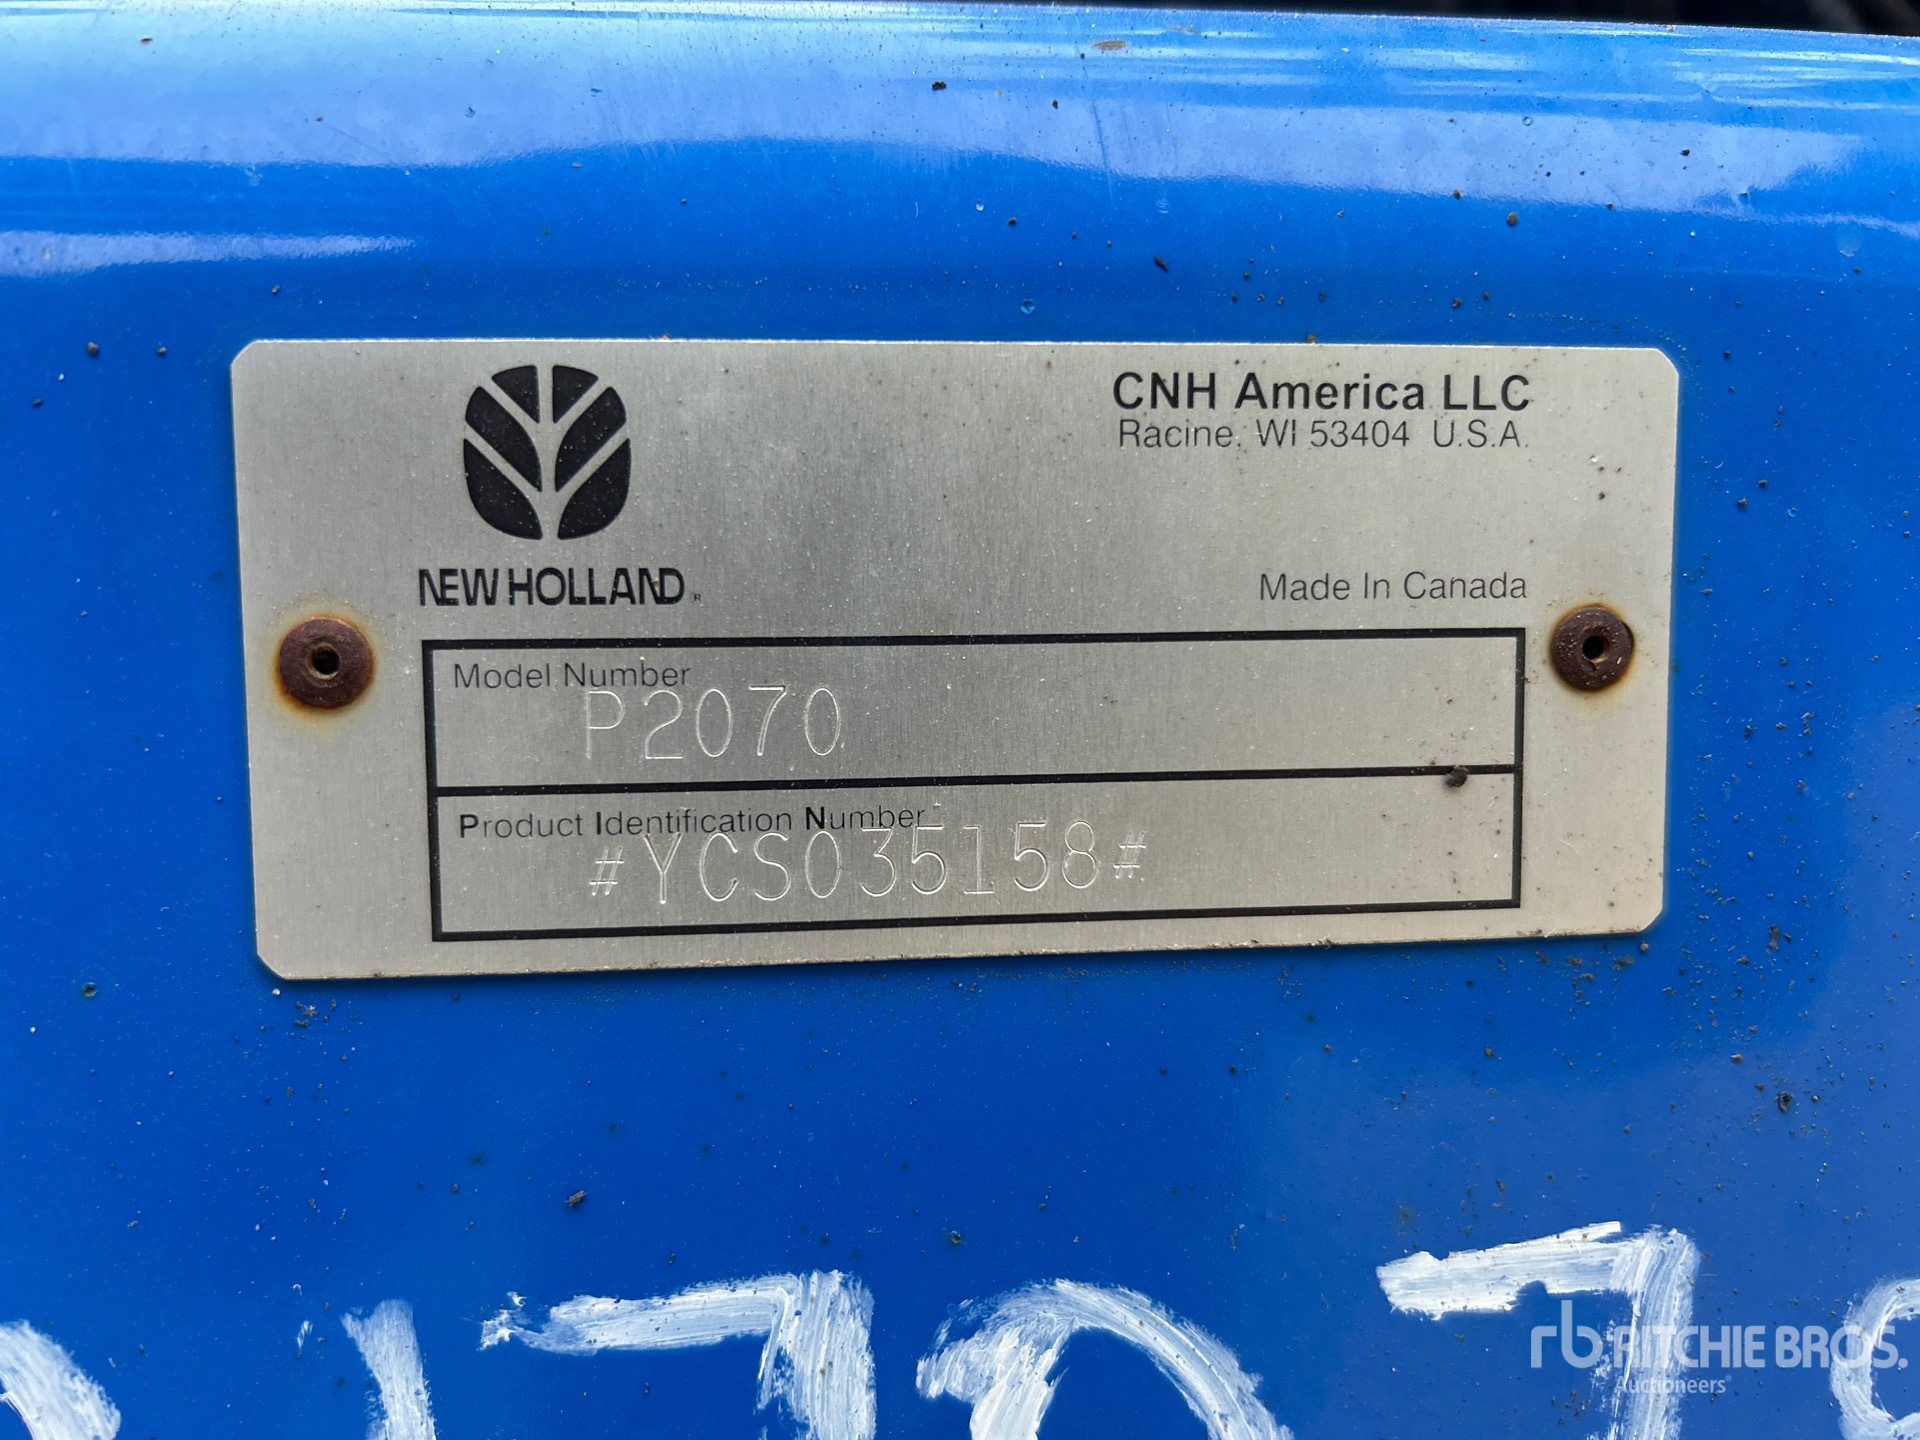 CNH America LLC
Racine, WI 53404 U.S.A.
NEW HOLLAND
Made In Canada
Model Number
P2070
Product Identification Number
#YCS035158#
rb RITCHIE BROS.
Auctioneers